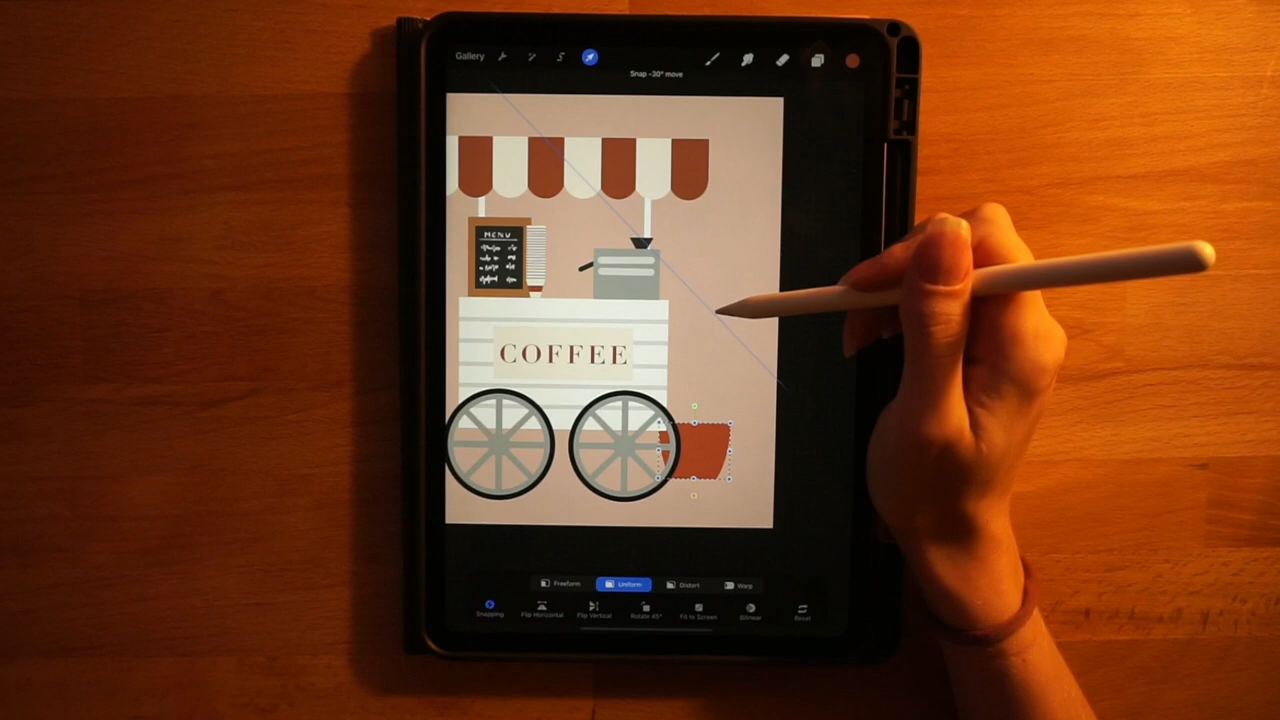 Gallery
Snap -30° move
MENU
COFFEE
Freeform Uniform Distort Warp
Snapping Flip Horizontal Flip Vertical Rotate 45° Fit to Screen Bilinear Reset